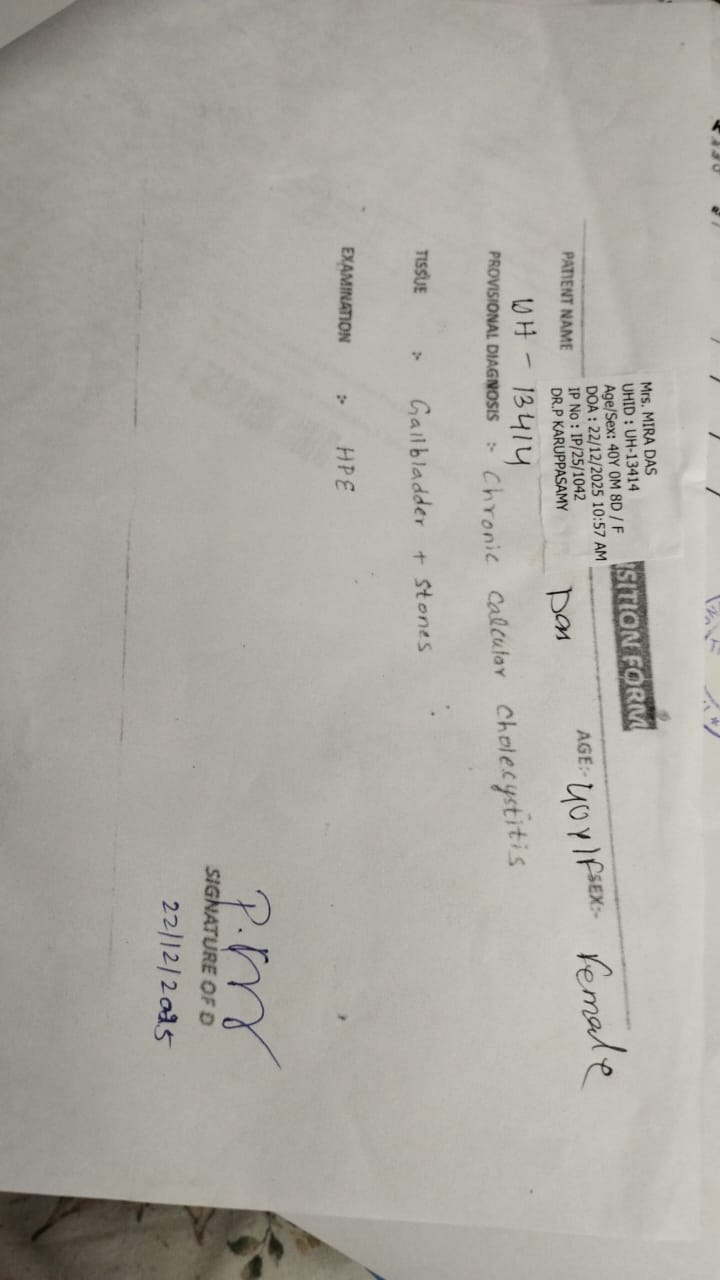 SITION FORM
Mrs. MIRA DAS
UHID : UH-13414
Age/Sex: 40Y 0M 8D / F
DOA : 22/12/2025 10:57 AM
IP No : IP/25/1042
DR.P KARUPPASAMY
PATIENT NAME Das AGE:- 40Y/F SEX:- Female
UH - 13414
PROVISIONAL DIAGNOSIS :- Chronic Calcular Cholecystitis
TISSUE :- Gallbladder + Stones
EXAMINATION :- HPE
SIGNATURE OF D
22/12/2025